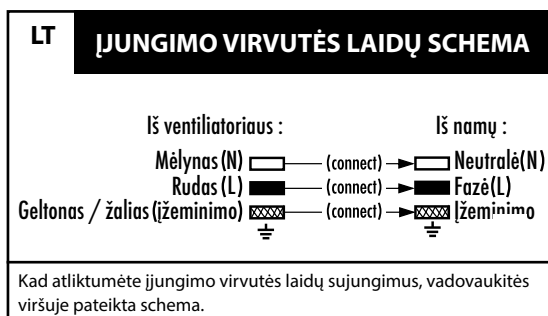 LT ĮJUNGIMO VIRVUTĖS LAIDŲ SCHEMA
Iš ventiliatoriaus : Iš namų :
Mėlynas (N) (connect) Neutralė(N)
Rudas (L) (connect) Fazė(L)
Geltonas / žalias (įžeminimo) (connect) Įžeminimo
Kad atliktumėte įjungimo virvutės laidų sujungimus, vadovaukitės
viršuje pateikta schema.